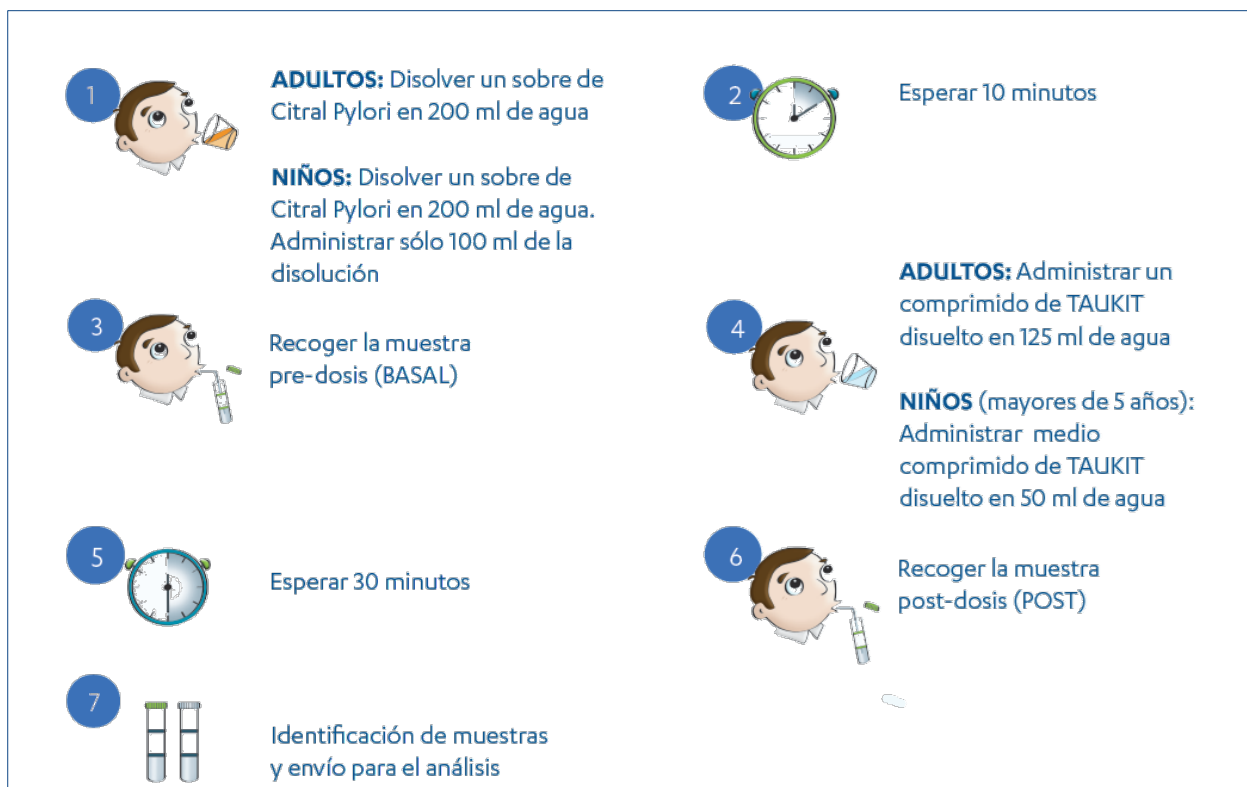 1
ADULTOS: Disolver un sobre de
Citral Pylori en 200 ml de agua
NIÑOS: Disolver un sobre de
Citral Pylori en 200 ml de agua.
Administrar sólo 100 ml de la
disolución
2
Esperar 10 minutos
3
Recoger la muestra
pre-dosis (BASAL)
4
ADULTOS: Administrar un
comprimido de TAUKIT
disuelto en 125 ml de agua
NIÑOS (mayores de 5 años):
Administrar medio
comprimido de TAUKIT
disuelto en 50 ml de agua
5
Esperar 30 minutos
6
Recoger la muestra
post-dosis (POST)
7
Identificación de muestras
y envío para el análisis